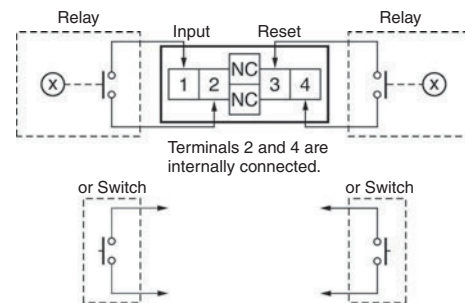 Relay
Input
Reset
Relay
X
1
2
NC
NC
3
4
X
Terminals 2 and 4 are
internally connected.
or Switch
or Switch